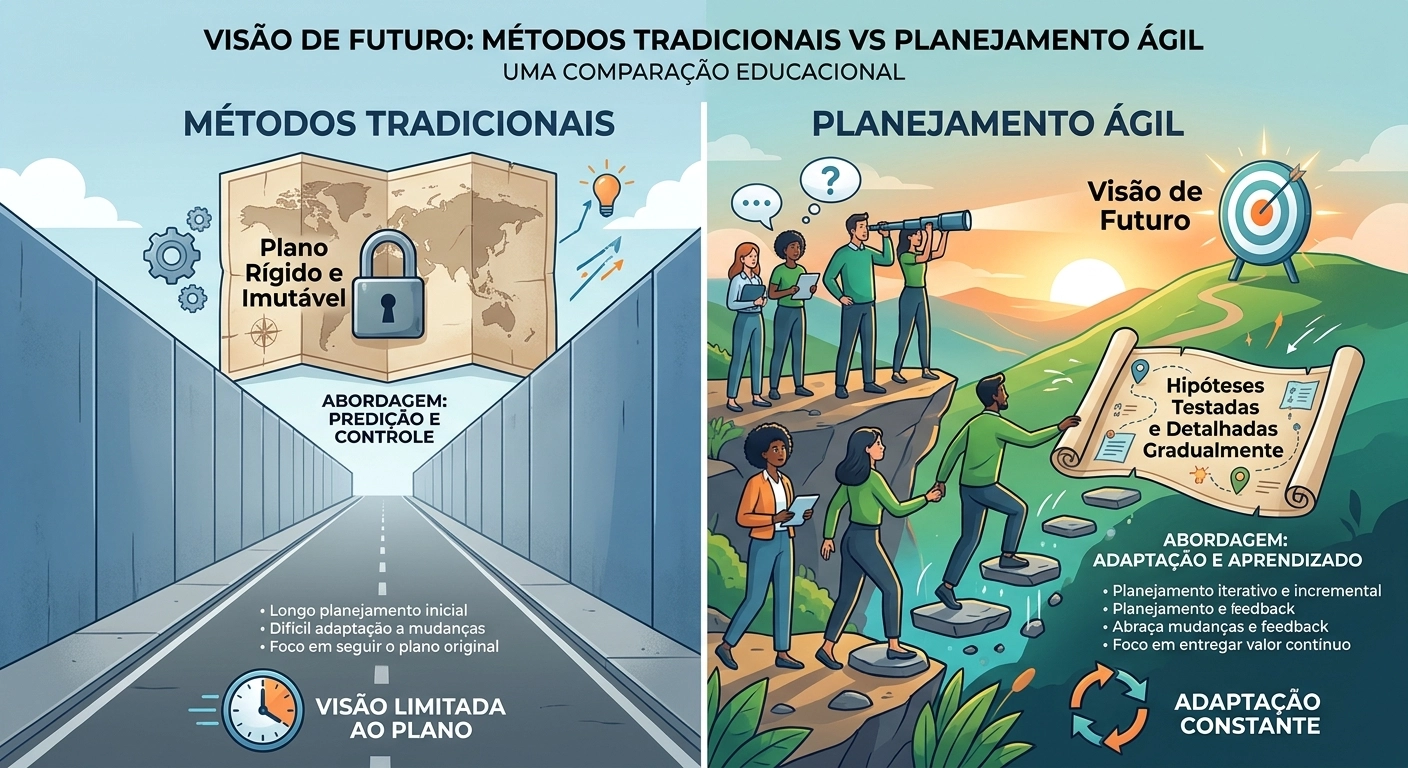 VISÃO DE FUTURO: MÉTODOS TRADICIONAIS VS PLANEJAMENTO ÁGIL
UMA COMPARAÇÃO EDUCACIONAL
MÉTODOS TRADICIONAIS
Plano
Rígido e
Imutável
ABORDAGEM:
PREDIÇÃO E
CONTROLE
• Longo planejamento inicial
• Difícil adaptação a mudanças
• Foco em seguir o plano original
VISÃO LIMITADA
AO PLANO
PLANEJAMENTO ÁGIL
?
Visão de
Futuro
Hipóteses
Testadas
e Detalhadas
Gradualmente
ABORDAGEM:
ADAPTAÇÃO E APRENDIZADO
• Planejamento iterativo e incremental
• Planejamento e feedback
• Abraça mudanças e feedback
• Foco em entregar valor contínuo
ADAPTAÇÃO
CONSTANTE